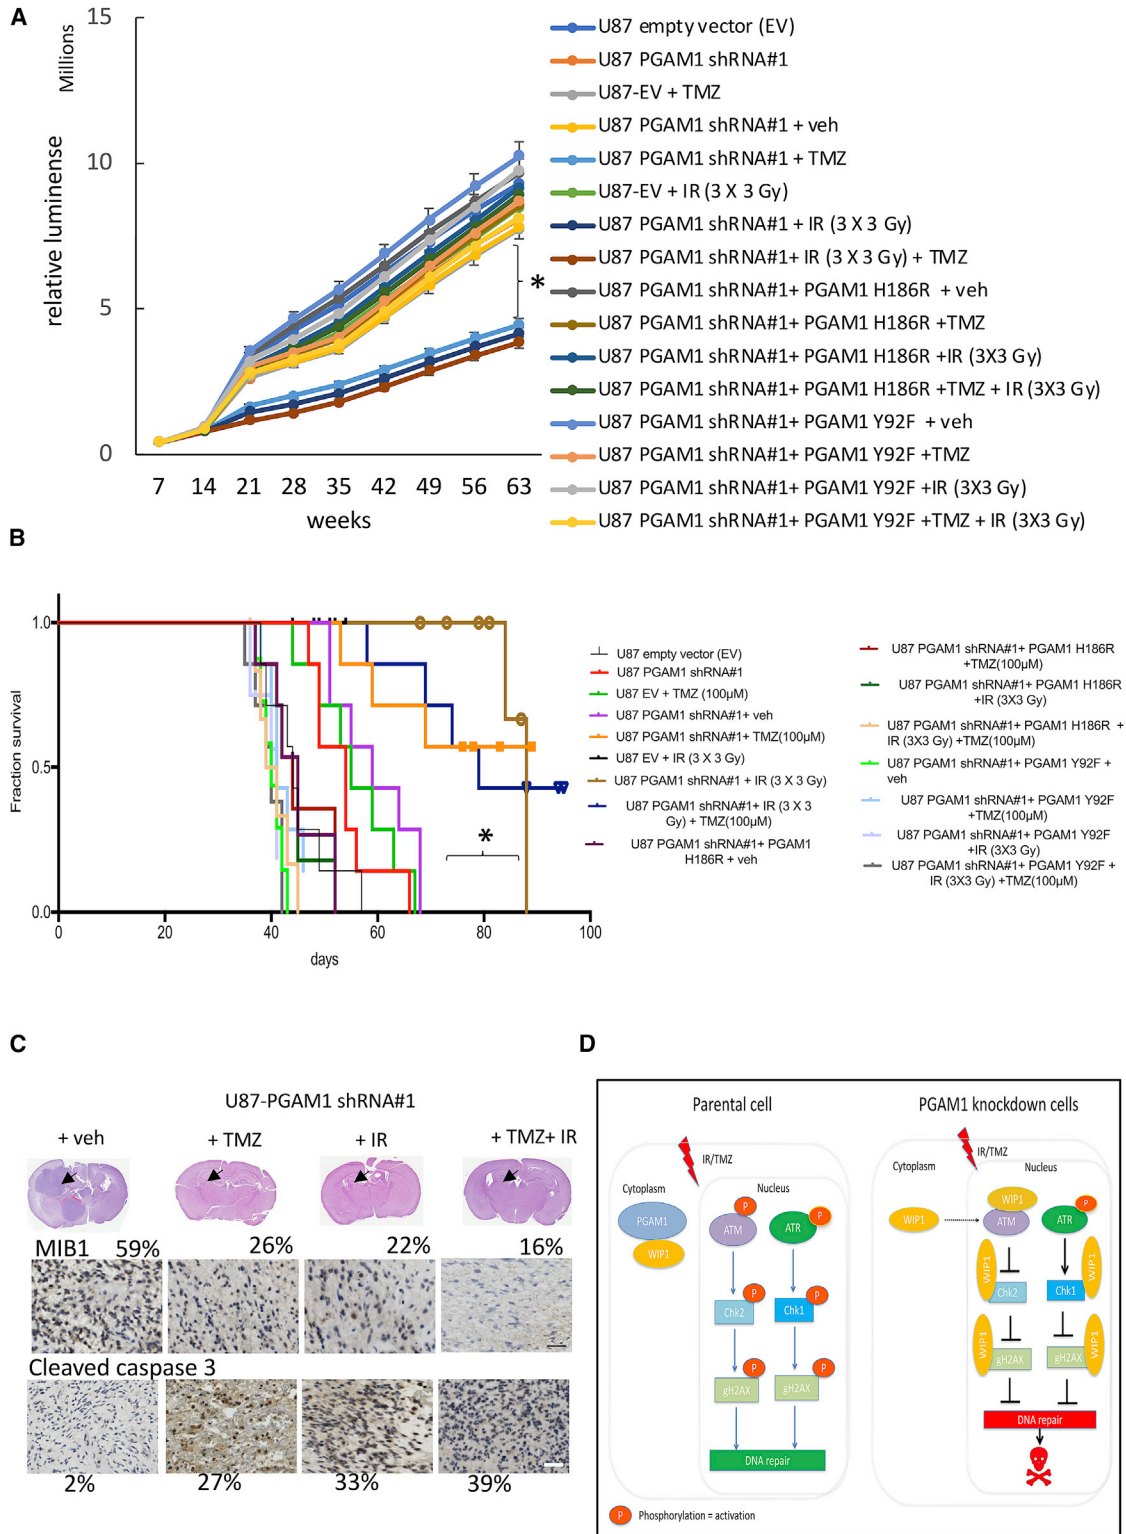 A
Millions
15
10
5
0
relative luminense
*
7 14 21 28 35 42 49 56 63
weeks
U87 empty vector (EV)
U87 PGAM1 shRNA#1
U87-EV + TMZ
U87 PGAM1 shRNA#1 + veh
U87 PGAM1 shRNA#1 + TMZ
U87-EV + IR (3 X 3 Gy)
U87 PGAM1 shRNA#1 + IR (3 X 3 Gy)
U87 PGAM1 shRNA#1+ IR (3 X 3 Gy) + TMZ
U87 PGAM1 shRNA#1+ PGAM1 H186R + veh
U87 PGAM1 shRNA#1+ PGAM1 H186R +TMZ
U87 PGAM1 shRNA#1+ PGAM1 H186R +IR (3X3 Gy)
U87 PGAM1 shRNA#1+ PGAM1 H186R +TMZ + IR (3X3 Gy)
U87 PGAM1 shRNA#1+ PGAM1 Y92F + veh
U87 PGAM1 shRNA#1+ PGAM1 Y92F +TMZ
U87 PGAM1 shRNA#1+ PGAM1 Y92F +IR (3X3 Gy)
U87 PGAM1 shRNA#1+ PGAM1 Y92F +TMZ + IR (3X3 Gy)
B
1.0
0.5
0.0
Fraction survival
*
0 20 40 60 80 100
days
U87 empty vector (EV)
U87 PGAM1 shRNA#1
U87 EV + TMZ (100µM)
U87 PGAM1 shRNA#1+ veh
U87 PGAM1 shRNA#1+ TMZ(100µM)
U87 EV + IR (3 X 3 Gy)
U87 PGAM1 shRNA#1 + IR (3 X 3 Gy)
U87 PGAM1 shRNA#1+ IR (3 X 3
Gy) + TMZ(100µM)
U87 PGAM1 shRNA#1+ PGAM1
H186R + veh
U87 PGAM1 shRNA#1+ PGAM1 H186R
+TMZ(100µM)
U87 PGAM1 shRNA#1+ PGAM1 H186R
+IR (3X3 Gy)
U87 PGAM1 shRNA#1+ PGAM1 H186R +
IR (3X3 Gy) +TMZ(100µM)
U87 PGAM1 shRNA#1+ PGAM1 Y92F +
veh
U87 PGAM1 shRNA#1+ PGAM1 Y92F
+TMZ(100µM)
U87 PGAM1 shRNA#1+ PGAM1 Y92F
+IR (3X3 Gy)
U87 PGAM1 shRNA#1+ PGAM1 Y92F +
IR (3X3 Gy) +TMZ(100µM)
C
U87-PGAM1 shRNA#1
+ veh + TMZ + IR + TMZ+ IR
MIB1 59% 26% 22% 16%
Cleaved caspase 3
2% 27% 33% 39%
D
Parental cell
IR/TMZ
Cytoplasm
Nucleus
PGAM1
WIP1
P
ATM
P
ATR
P
Chk2
P
Chk1
P
gH2AX
P
gH2AX
DNA repair
P Phosphorylation = activation
PGAM1 knockdown cells
IR/TMZ
Cytoplasm
Nucleus
WIP1
WIP1
ATM
P
ATR
WIP1
Chk2
Chk1
WIP1
WIP1
gH2AX
gH2AX
WIP1
DNA repair